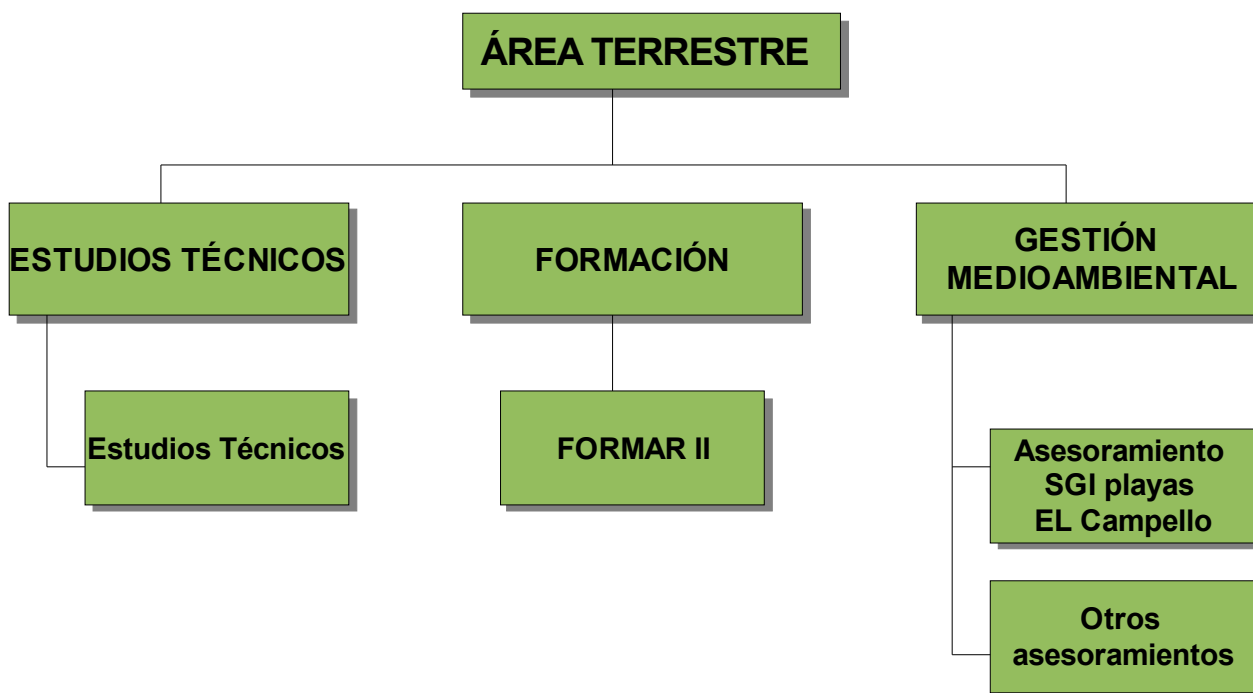 ÁREA TERRESTRE
ESTUDIOS TÉCNICOS
FORMACIÓN
GESTIÓN
MEDIOAMBIENTAL
Estudios Técnicos
FORMAR II
Asesoramiento
SGI playas
EL Campello
Otros
asesoramientos